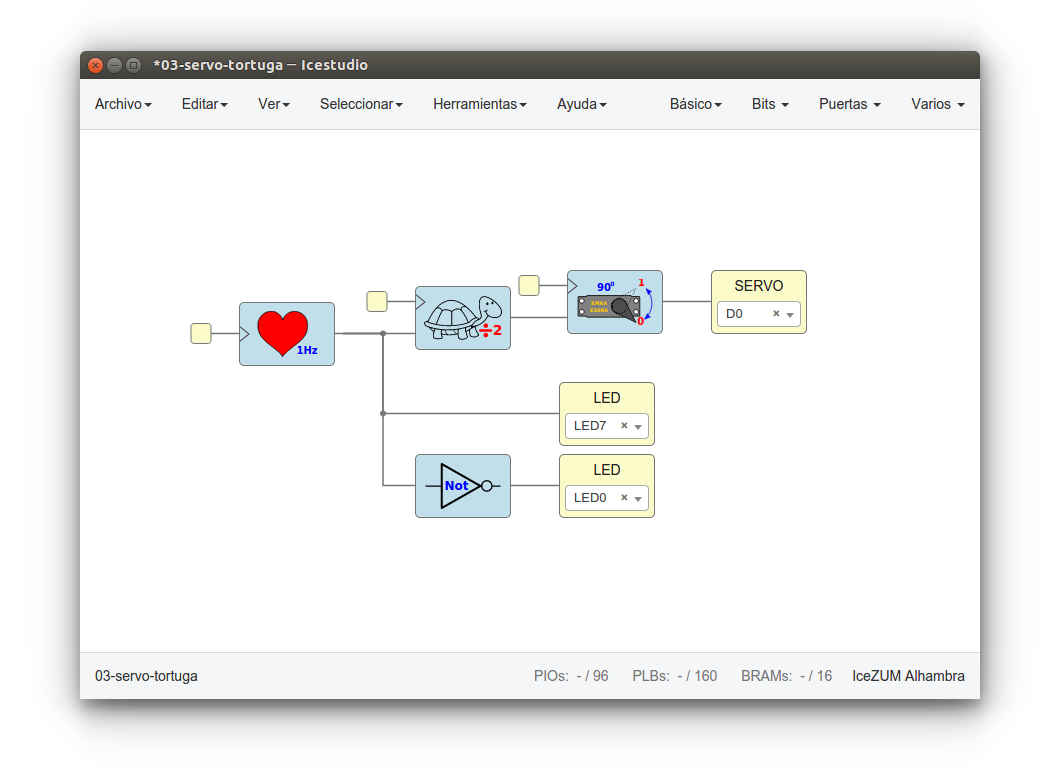 *03-servo-tortuga – Icestudio
Archivo Editar Ver Seleccionar Herramientas Ayuda Básico Bits Puertas Varios
1Hz
÷2
90º 1
EMAX
ES08A
0
SERVO
D0
LED
LED7
Not
LED
LED0
03-servo-tortuga PIOs: - / 96 PLBs: - / 160 BRAMs: - / 16 IceZUM Alhambra